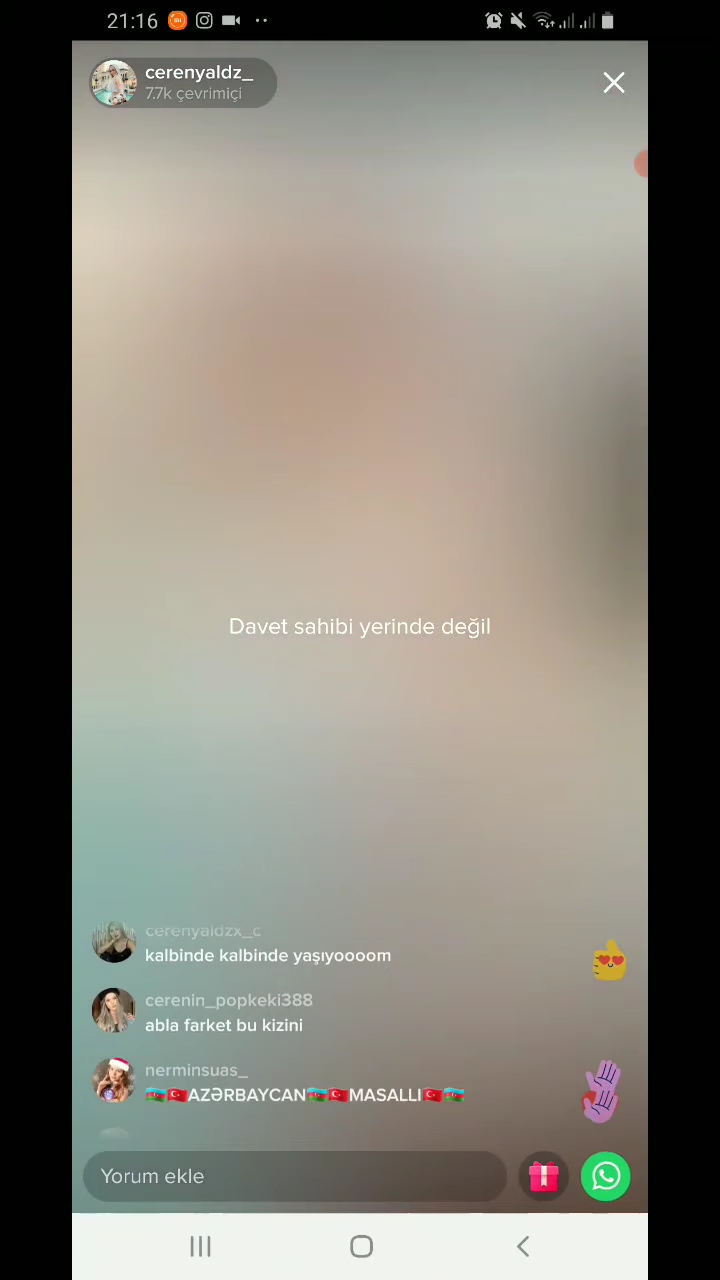 21:16
cerenyaldz_
7.7k çevrimiçi
Davet sahibi yerinde değil
cerenyaldzx_c
kalbinde kalbinde yaşıyoooom
cerenin_popkeki388
abla farket bu kizini
nerminsuas_
🇦🇿🇹🇷AZƏRBAYCAN🇦🇿🇹🇷MASALLI🇹🇷🇦🇿
Yorum ekle